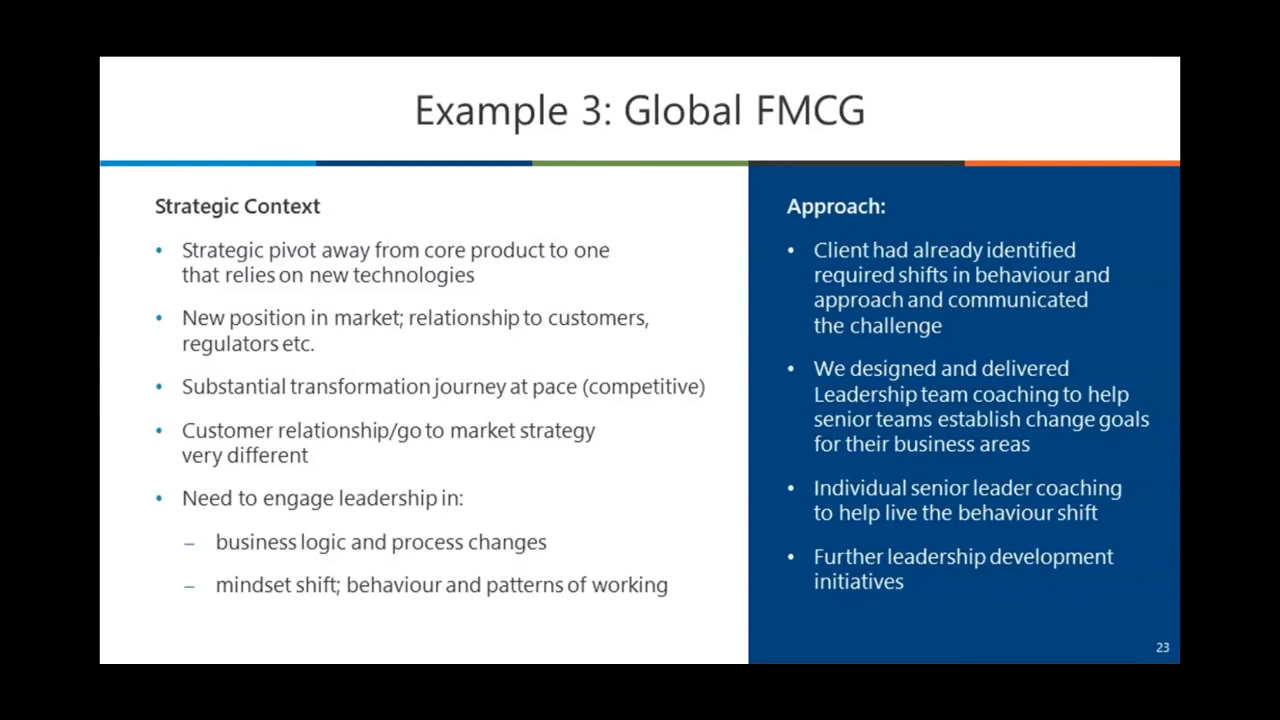 Example 3: Global FMCG
Strategic Context
• Strategic pivot away from core product to one
that relies on new technologies
• New position in market; relationship to customers,
regulators etc.
• Substantial transformation journey at pace (competitive)
• Customer relationship/go to market strategy
very different
• Need to engage leadership in:
– business logic and process changes
– mindset shift; behaviour and patterns of working
Approach:
• Client had already identified
required shifts in behaviour and
approach and communicated
the challenge
• We designed and delivered
Leadership team coaching to help
senior teams establish change goals
for their business areas
• Individual senior leader coaching
to help live the behaviour shift
• Further leadership development
initiatives
23